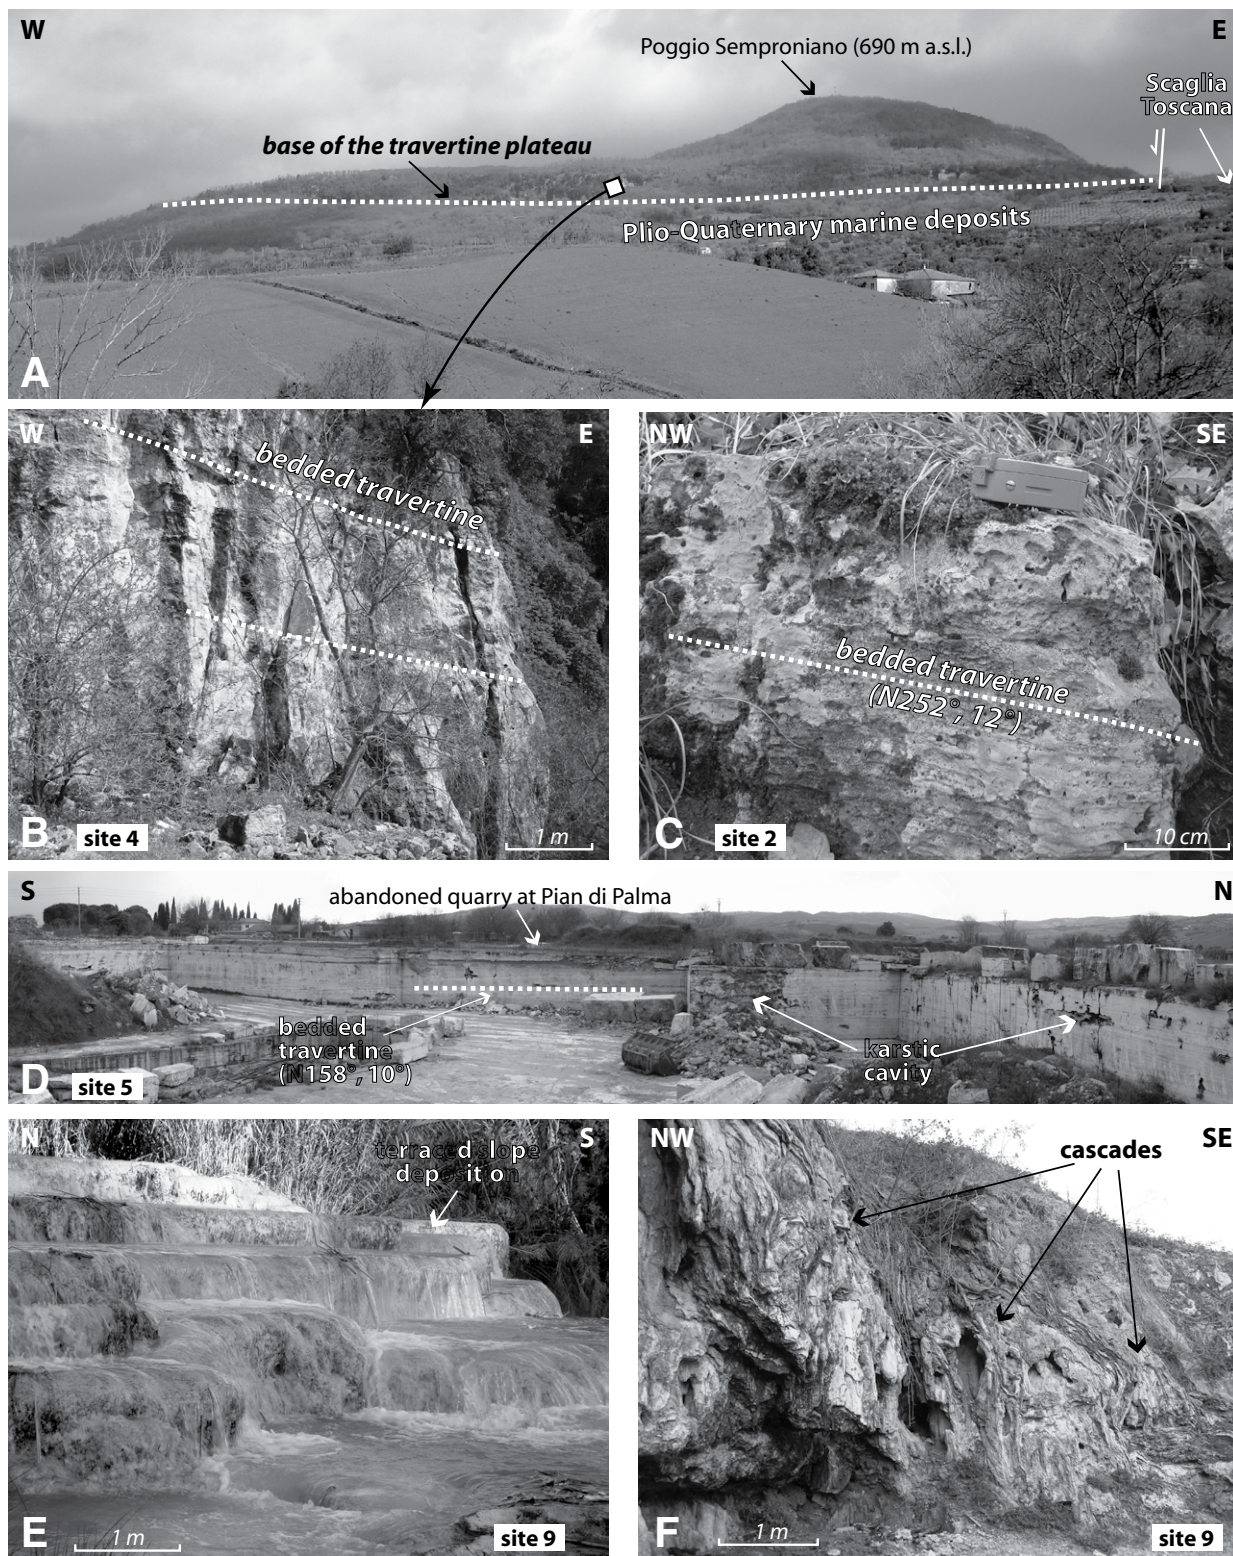 W
E
Poggio Semproniano (690 m a.s.l.)
Scaglia
Toscana
base of the travertine plateau
Plio-Quaternary marine deposits
A
W
E
bedded travertine
B
site 4
1 m
NW
SE
bedded travertine
(N252°, 12°)
C
site 2
10 cm
S
N
abandoned quarry at Pian di Palma
bedded
travertine
(N158°, 10°)
karstic
cavity
D
site 5
N
S
terraced slope
deposition
E
1 m
site 9
NW
SE
cascades
F
1 m
site 9